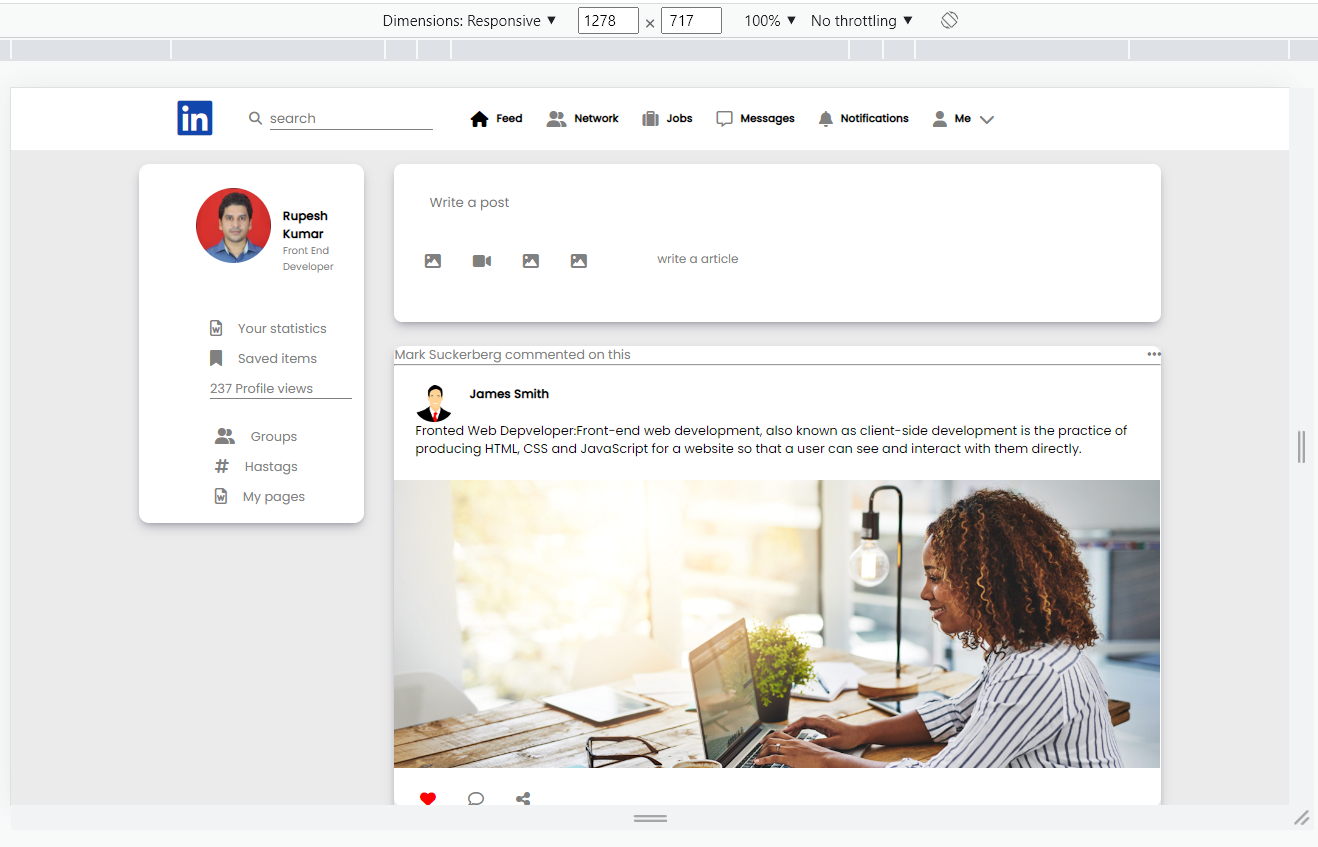 Dimensions: Responsive ▼ 1278 × 717 100% ▼ No throttling ▼
in search Feed Network Jobs Messages Notifications Me
Rupesh
Kumar
Front End
Developer
Your statistics
Saved items
237 Profile views
Groups
Hastags
My pages
Write a post
write a article
Mark Suckerberg commented on this •••
James Smith
Fronted Web Depveloper:Front-end web development, also known as client-side development is the practice of
producing HTML, CSS and JavaScript for a website so that a user can see and interact with them directly.